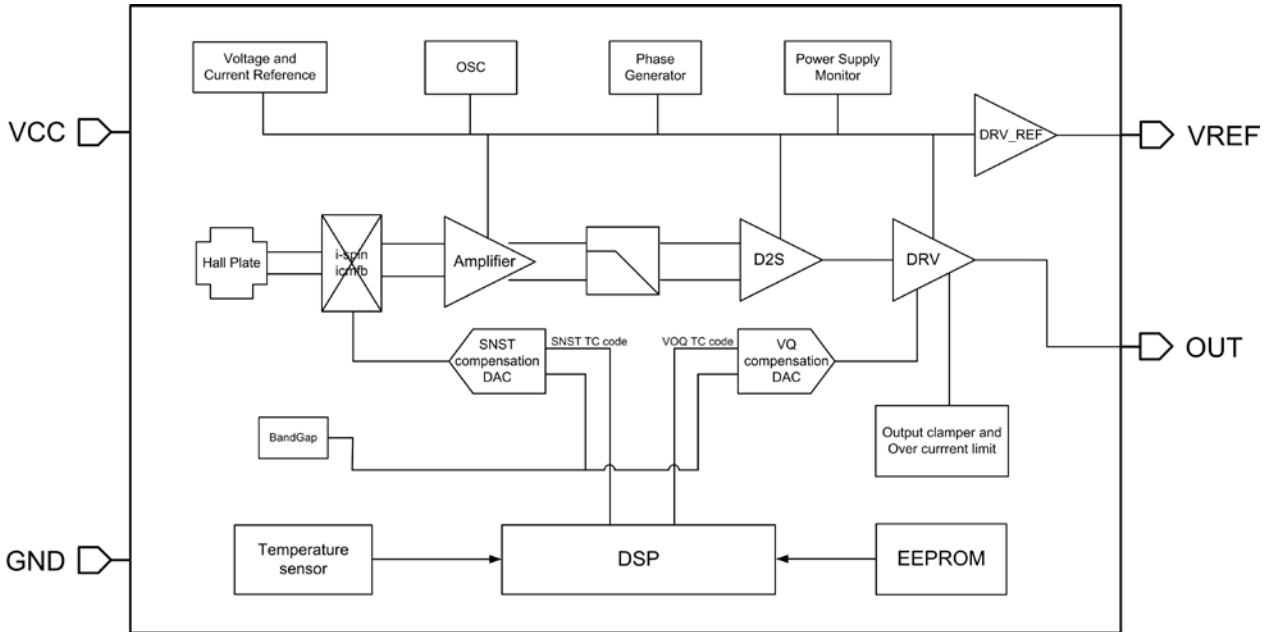 Voltage and
Current Reference
OSC
Phase
Generator
Power Supply
Monitor
VCC
DRV_REF
VREF
Hall Plate
i-spin
icmfb
Amplifier
D2S
DRV
SNST
compensation
DAC
SNST TC code
VOQ TC code
VQ
compensation
DAC
OUT
BandGap
Output clamper and
Over currrent limit
GND
Temperature
sensor
DSP
EEPROM